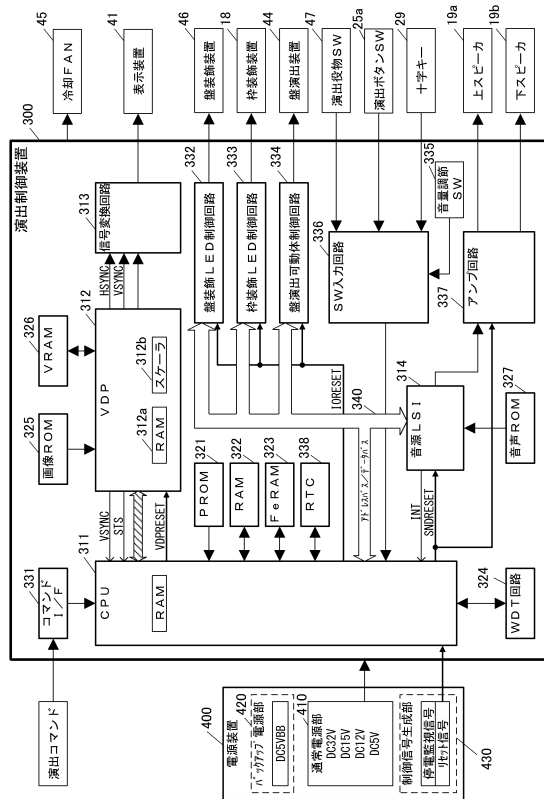 演出制御装置
300
冷却FAN
45
表示装置
41
盤装飾装置
46
枠装飾装置
18
盤演出装置
44
演出役物SW
47
演出ボタンSW
25a
十字キー
29
上スピーカ
19a
下スピーカ
19b
信号変換回路
313
HSYNC
VSYNC
VRAM
326
画像ROM
325
VDP
312
RAM
312a
スケーラ
312b
VSYNC
STS
VDPRESET
盤装飾LED制御回路
332
枠装飾LED制御回路
333
盤演出可動体制御回路
334
SW入力回路
336
音量調節
SW
335
アンプ回路
337
IORESET
340
アドレスバス/データバス
PROM
321
RAM
322
FeRAM
323
RTC
338
音源LSI
314
音声ROM
327
INT
SNDRESET
コマンド
I/F
331
CPU
311
RAM
WDT回路
324
演出コマンド
電源装置
400
バックアップ電源部
420
DC5VBB
通常電源部
410
DC32V
DC15V
DC12V
DC5V
制御信号生成部
停電監視信号
リセット信号
430